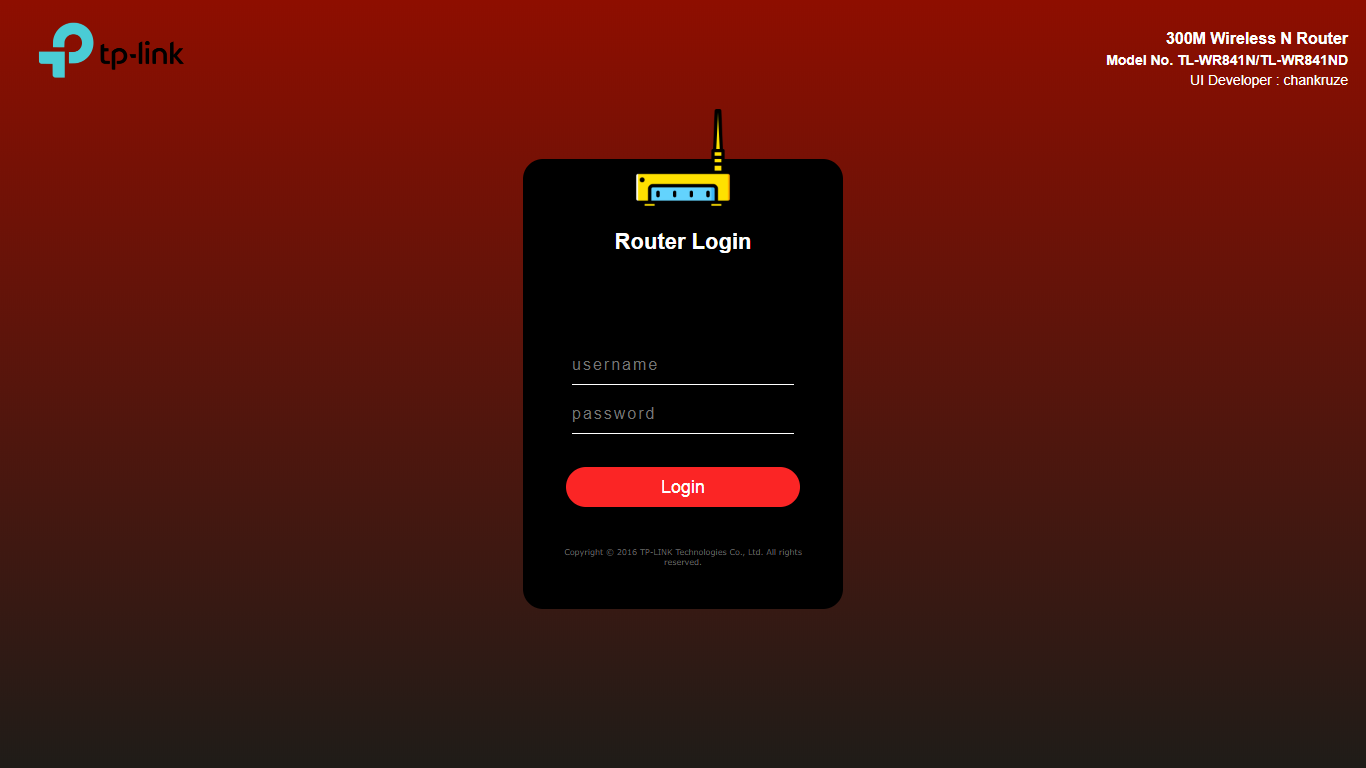 tp-link
300M Wireless N Router
Model No. TL-WR841N/TL-WR841ND
UI Developer : chankruze
Router Login
username
password
Login
Copyright © 2016 TP-LINK Technologies Co., Ltd. All rights
reserved.